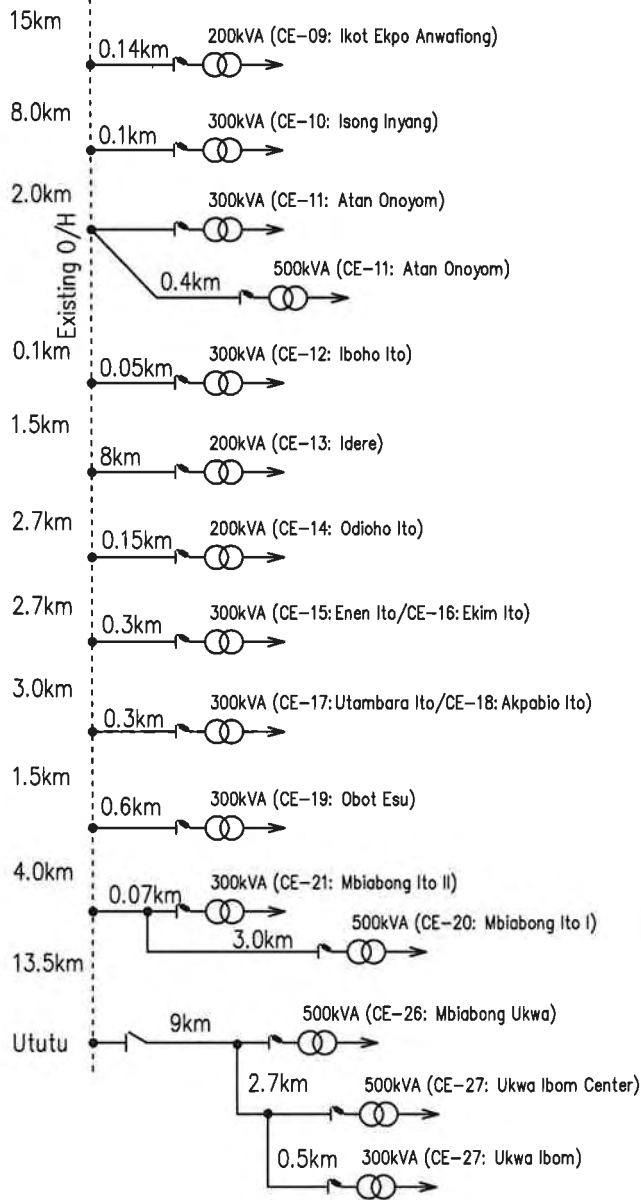 15km
200kVA (CE-09: Ikot Ekpo Anwafiong)
0.14km
8.0km
300kVA (CE-10: Isong Inyang)
0.1km
2.0km
300kVA (CE-11: Atan Onoyom)
Existing O/H
500kVA (CE-11: Atan Onoyom)
0.4km
0.1km
300kVA (CE-12: Iboho Ito)
0.05km
1.5km
200kVA (CE-13: Idere)
8km
2.7km
200kVA (CE-14: Odioho Ito)
0.15km
2.7km
300kVA (CE-15: Enen Ito/CE-16: Ekim Ito)
0.3km
3.0km
300kVA (CE-17: Utambara Ito/CE-18: Akpabio Ito)
0.3km
1.5km
300kVA (CE-19: Obot Esu)
0.6km
4.0km
300kVA (CE-21: Mbiabong Ito II)
0.07km
500kVA (CE-20: Mbiabong Ito I)
3.0km
13.5km
500kVA (CE-26: Mbiabong Ukwa)
9km
Ututu
2.7km
500kVA (CE-27: Ukwa Ibom Center)
0.5km
300kVA (CE-27: Ukwa Ibom)